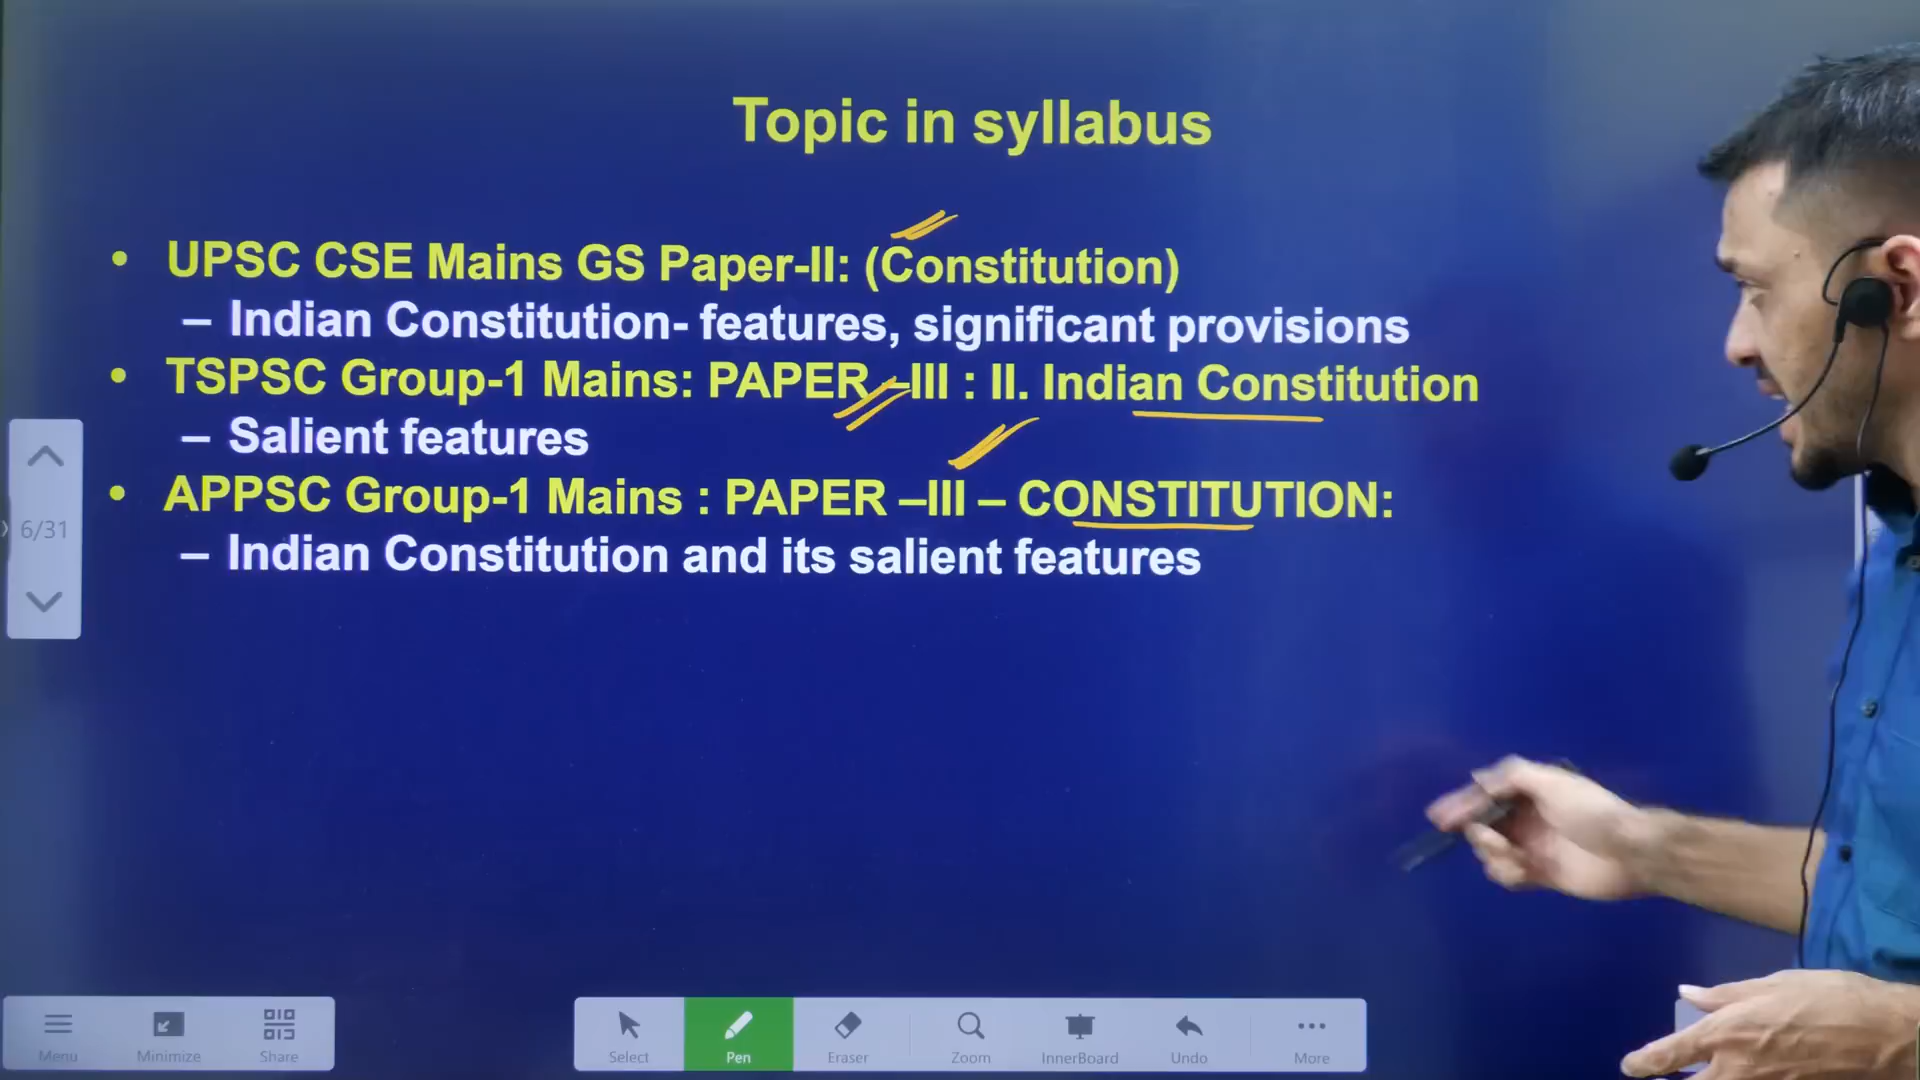 Topic in syllabus
• UPSC CSE Mains GS Paper-II: (Constitution)
– Indian Constitution- features, significant provisions
• TSPSC Group-1 Mains: PAPER –III : II. Indian Constitution
– Salient features
• APPSC Group-1 Mains : PAPER –III – CONSTITUTION:
– Indian Constitution and its salient features
6/31
Menu Minimize Share Select Pen Eraser Zoom InnerBoard Undo More